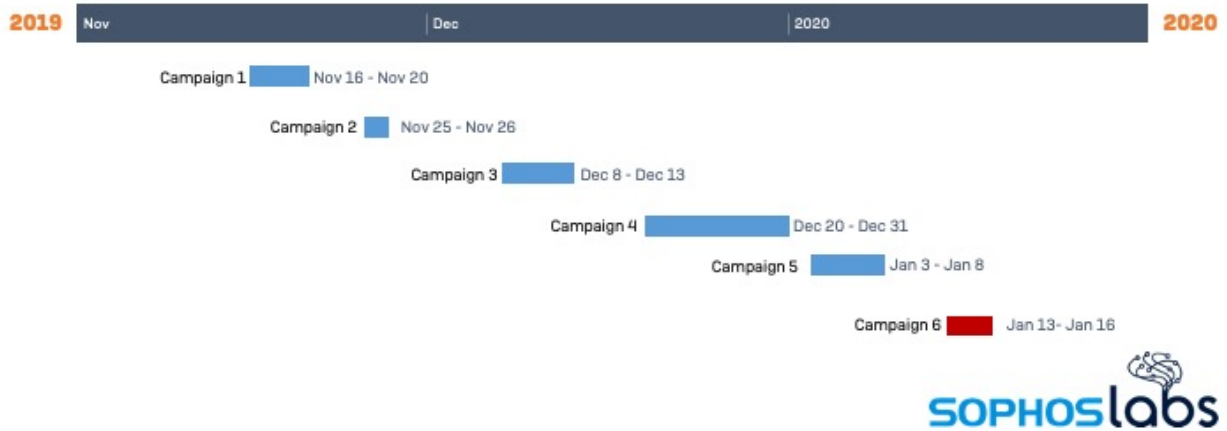 2019 Nov Dec 2020 2020
Campaign 1 Nov 16 - Nov 20
Campaign 2 Nov 25 - Nov 26
Campaign 3 Dec 8 - Dec 13
Campaign 4 Dec 20 - Dec 31
Campaign 5 Jan 3 - Jan 8
Campaign 6 Jan 13- Jan 16
SOPHOSlabs